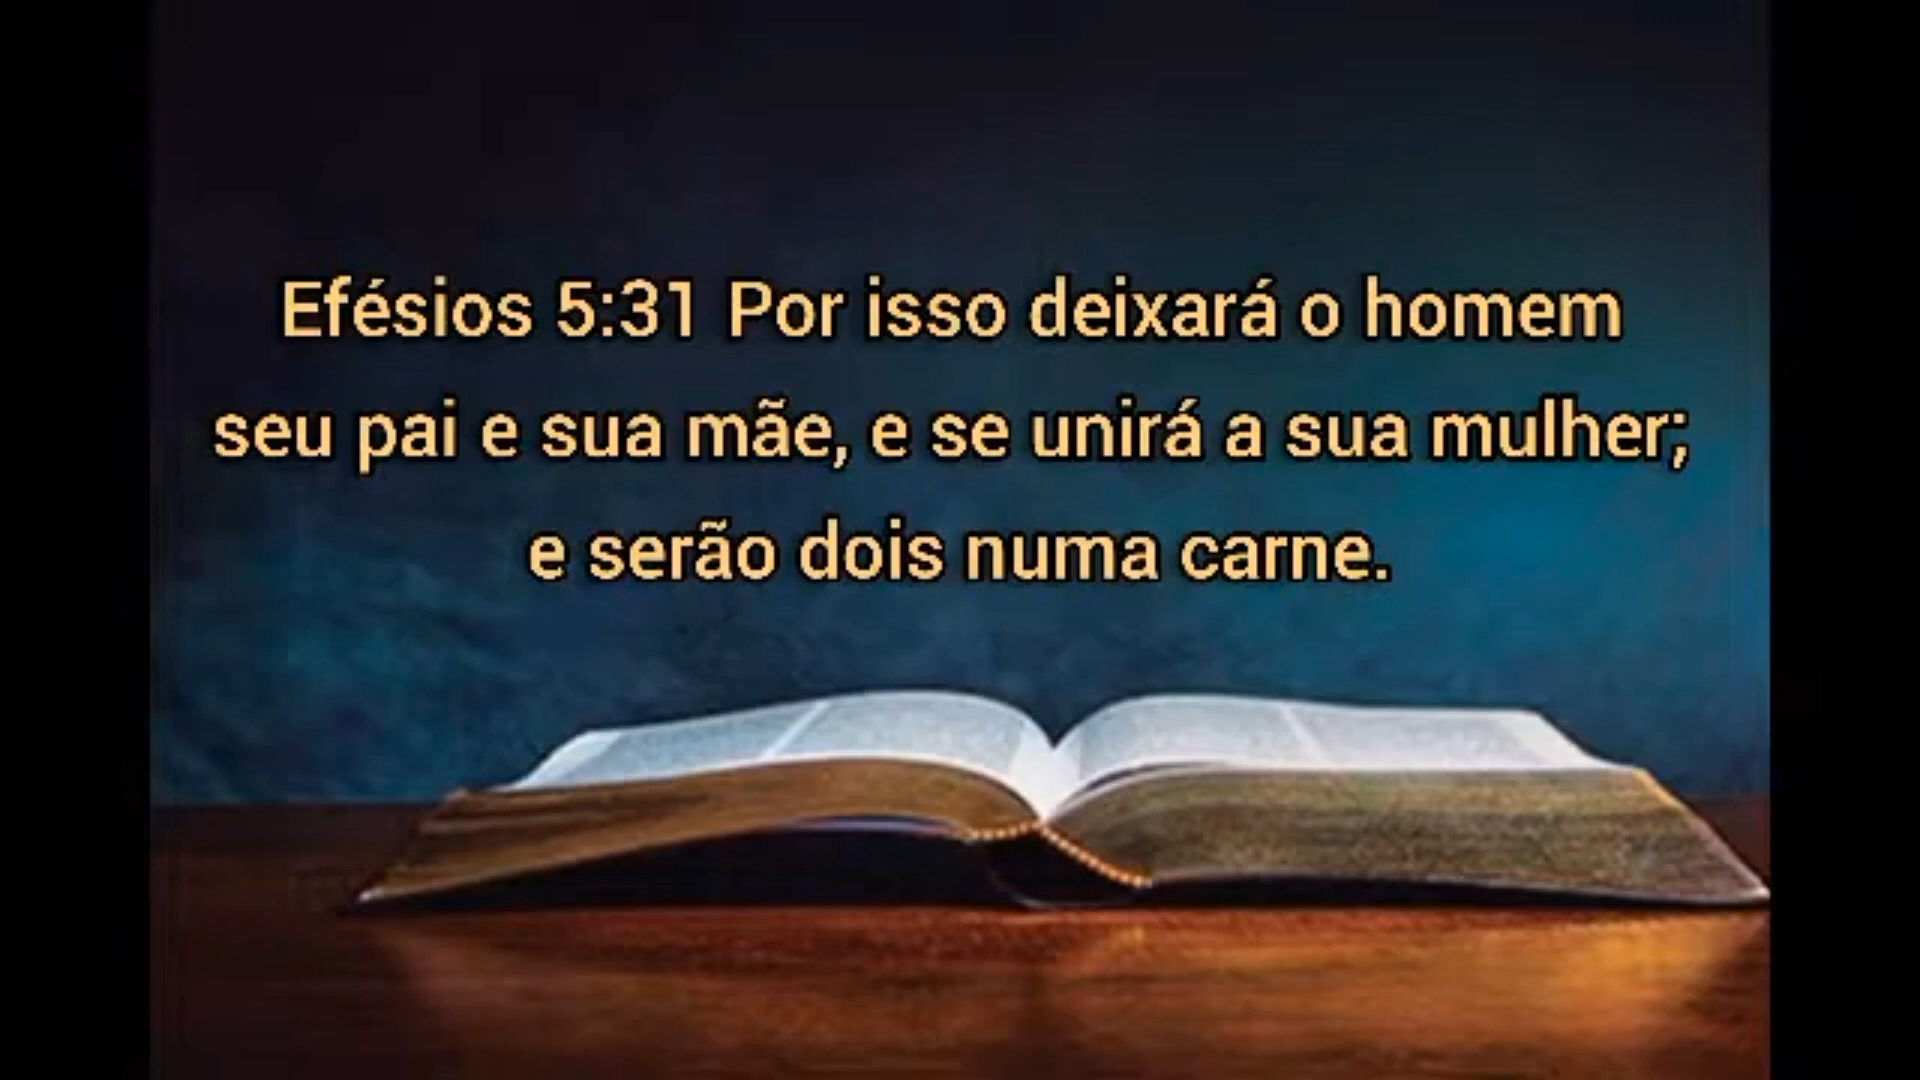 Efésios 5:31 Por isso deixará o homem
seu pai e sua mãe, e se unirá a sua mulher;
e serão dois numa carne.